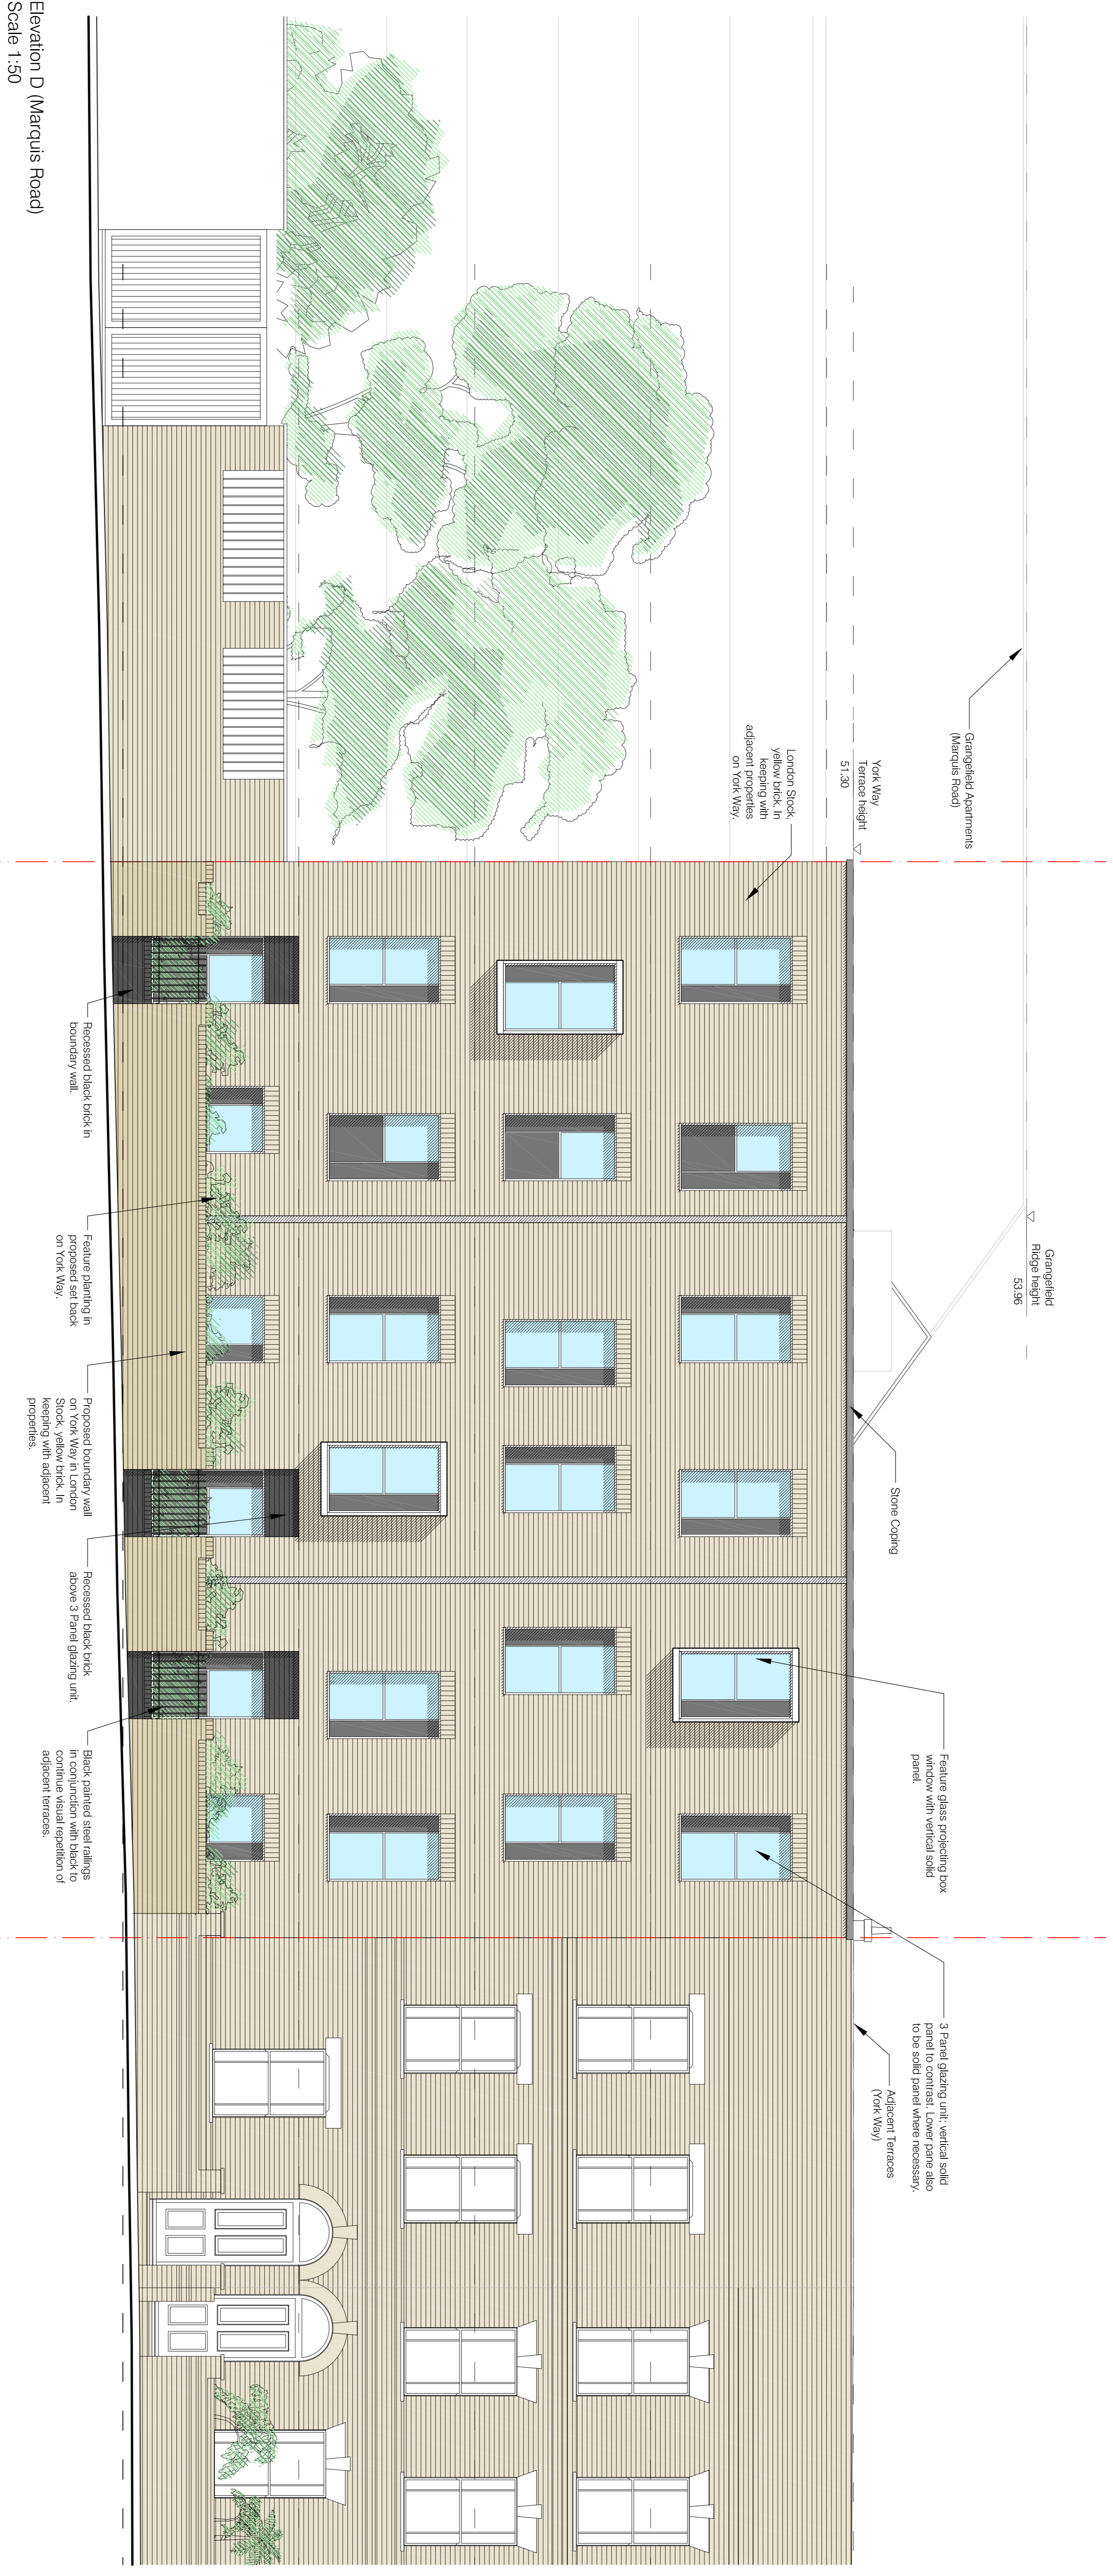 Grangefield Apartments
(Marquis Road)
Grangefield
Ridge height
53.96
York Way
Terrace height
51.30
London Stock,
yellow brick. In
keeping with
adjacent properties
on York Way.
Stone Coping
Feature glass projecting box
window with vertical solid
panel.
3 Panel glazing unit; vertical solid
panel to contrast. Lower pane also
to be solid panel where necessary.
Adjacent Terraces
(York Way)
Recessed black brick in
boundary wall.
Feature planting in
proposed set back
on York Way.
Proposed boundary wall
on York Way in London
Stock, yellow brick. In
keeping with adjacent
properties.
Recessed black brick
above 3 Panel glazing unit.
Black painted steel railings
in conjunction with black to
continue visual repetition of
adjacent terraces.
Elevation D (Marquis Road)
Scale 1:50